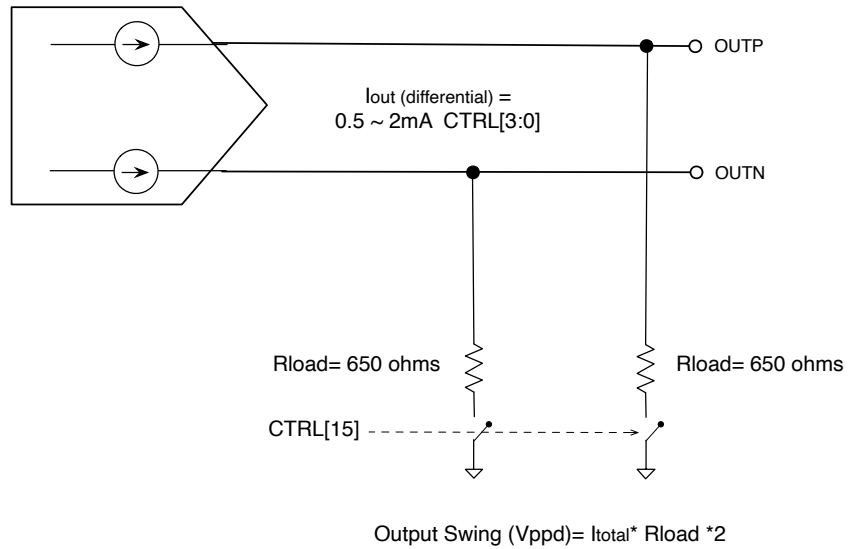 OUTP
Iout (differential) =
0.5 ~ 2mA CTRL[3:0]
OUTN
Rload= 650 ohms
Rload= 650 ohms
CTRL[15]
Output Swing (Vppd)= Itotal* Rload *2